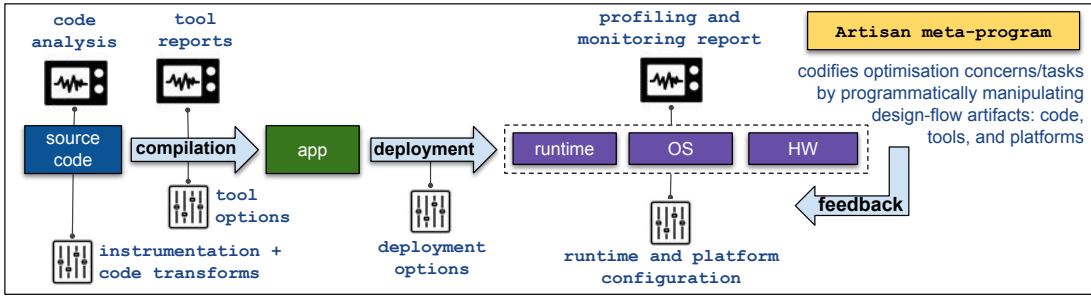 code
analysis
tool
reports
profiling and
monitoring report
Artisan meta-program
codifies optimisation concerns/tasks
by programmatically manipulating
design-flow artifacts: code,
tools, and platforms
source
code
compilation
app
deployment
runtime
OS
HW
feedback
tool
options
instrumentation +
code transforms
deployment
options
runtime and platform
configuration